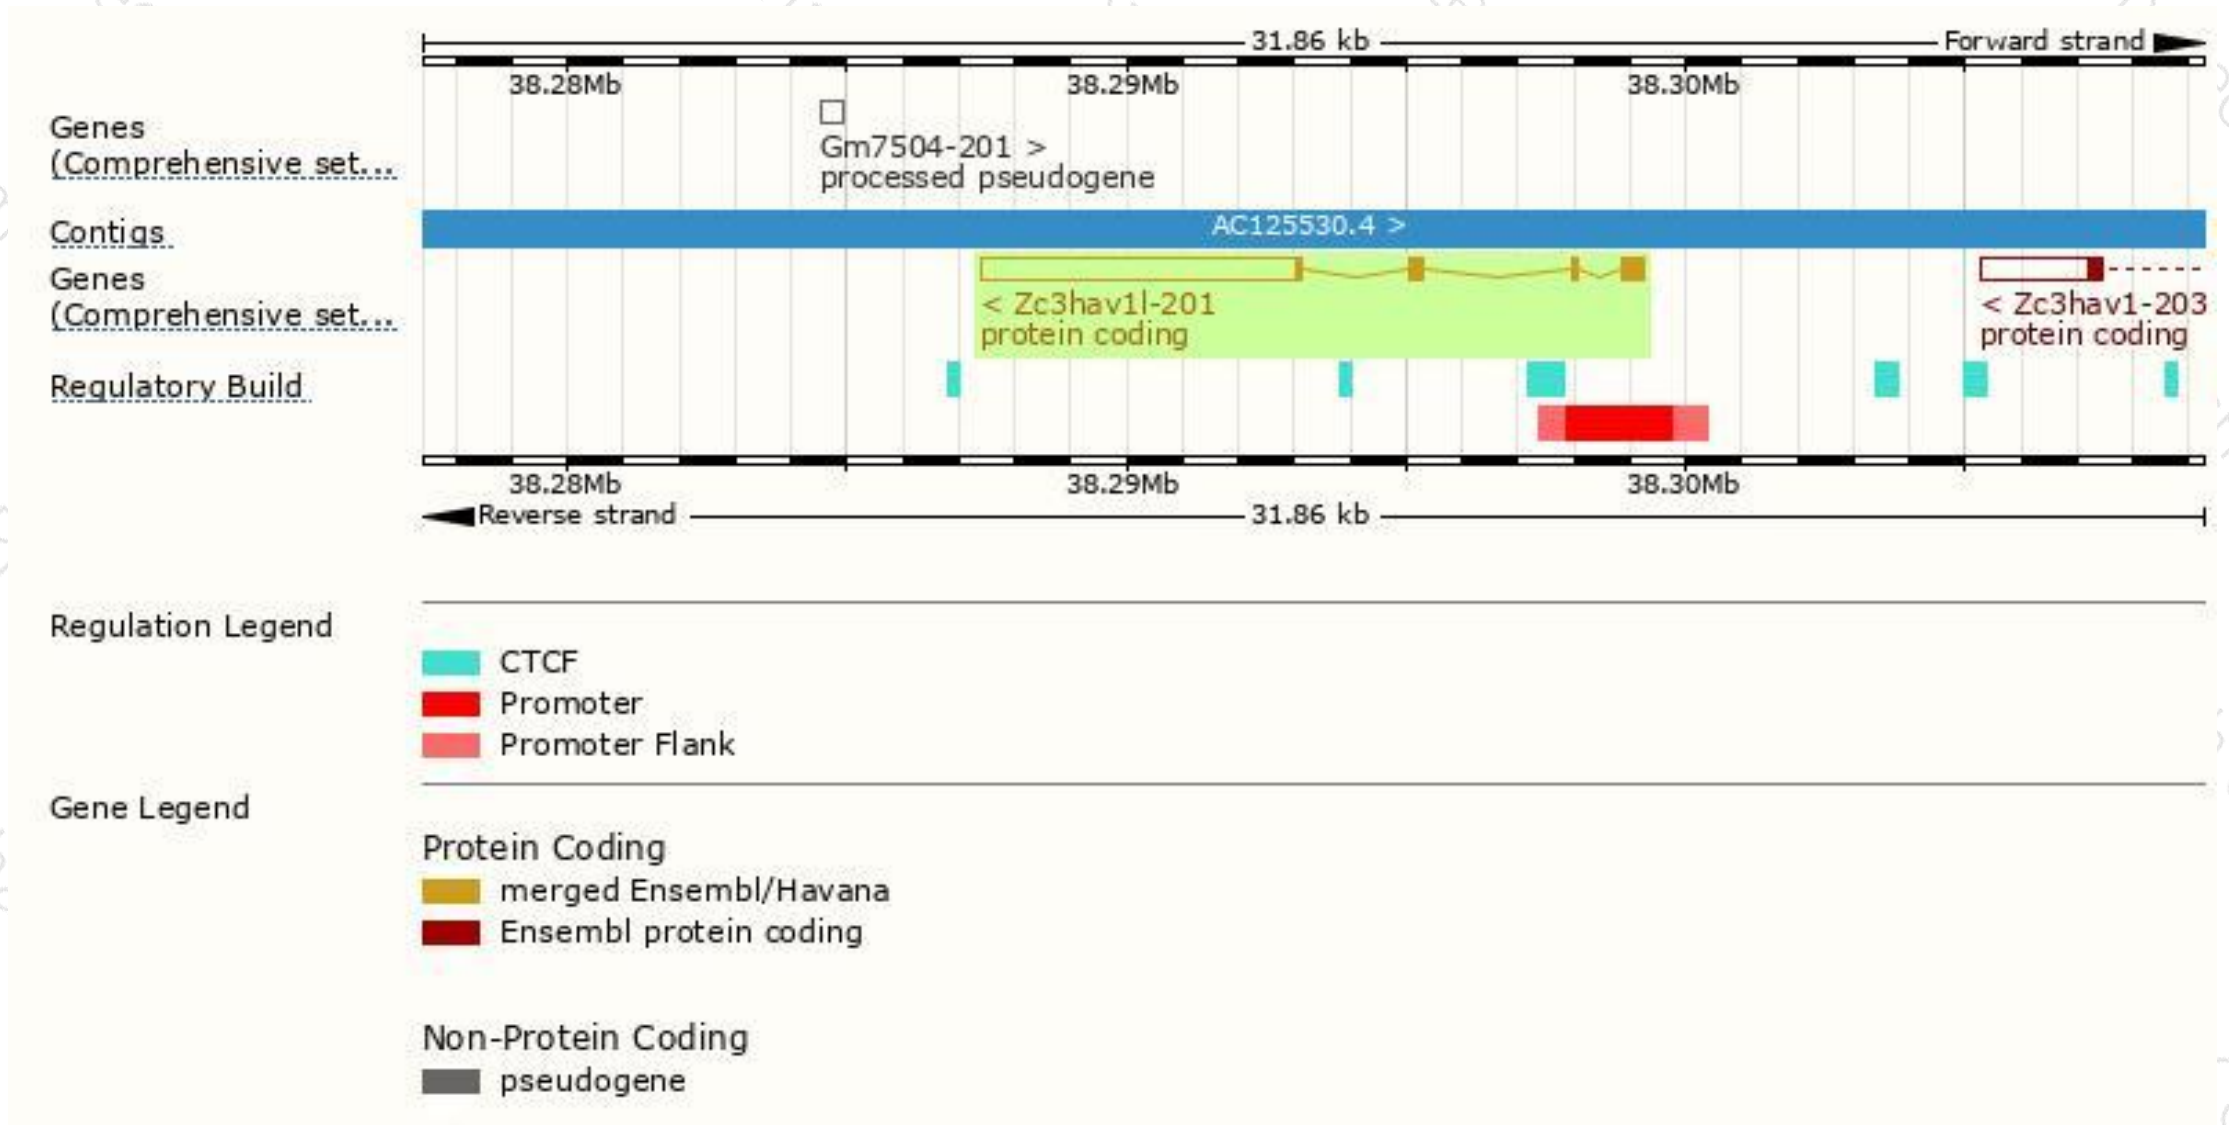 31.86 kb
Forward strand
38.28Mb 38.29Mb 38.30Mb
Genes
(Comprehensive set...
Gm7504-201 >
processed pseudogene
Contigs
AC125530.4 >
Genes
(Comprehensive set...
< Zc3hav1l-201
protein coding
< Zc3hav1-203
protein coding
Regulatory Build
38.28Mb 38.29Mb 38.30Mb
Reverse strand
31.86 kb
Regulation Legend
CTCF
Promoter
Promoter Flank
Gene Legend
Protein Coding
merged Ensembl/Havana
Ensembl protein coding
Non-Protein Coding
pseudogene